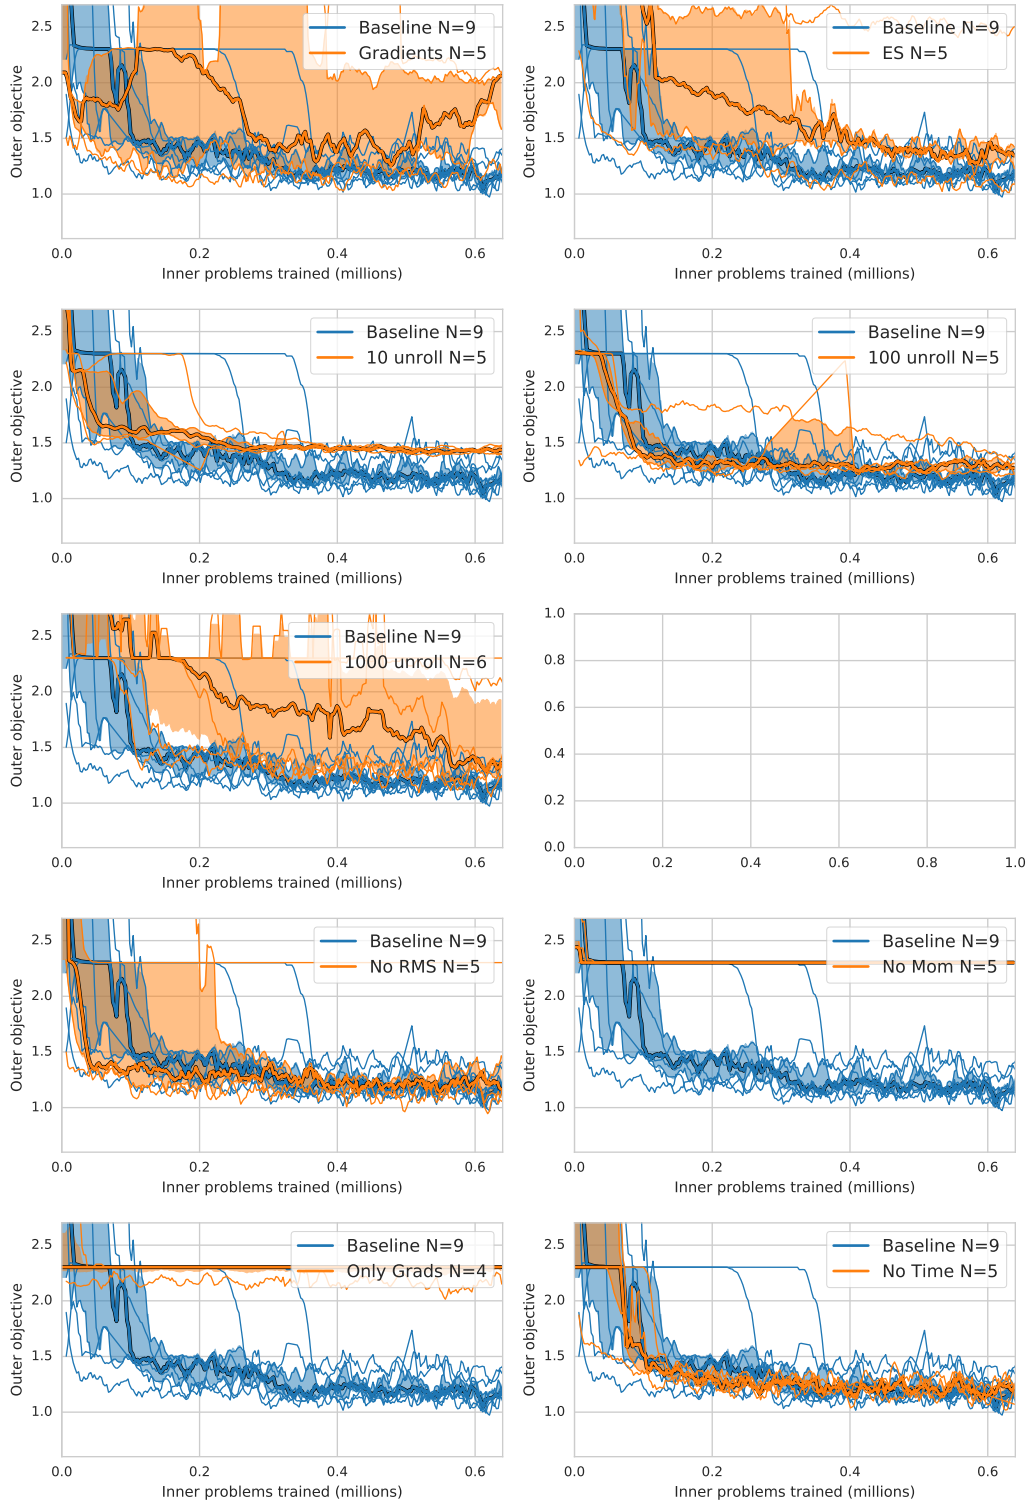 Baseline N=9
Gradients N=5
2.5
2.0
1.5
1.0
Outer objective
0.0 0.2 0.4 0.6
Inner problems trained (millions)
Baseline N=9
ES N=5
2.5
2.0
1.5
1.0
Outer objective
0.0 0.2 0.4 0.6
Inner problems trained (millions)
Baseline N=9
10 unroll N=5
2.5
2.0
1.5
1.0
Outer objective
0.0 0.2 0.4 0.6
Inner problems trained (millions)
Baseline N=9
100 unroll N=5
2.5
2.0
1.5
1.0
Outer objective
0.0 0.2 0.4 0.6
Inner problems trained (millions)
Baseline N=9
1000 unroll N=6
2.5
2.0
1.5
1.0
Outer objective
0.0 0.2 0.4 0.6
Inner problems trained (millions)
1.0
0.8
0.6
0.4
0.2
0.0
0.0 0.2 0.4 0.6 0.8 1.0
Baseline N=9
No RMS N=5
2.5
2.0
1.5
1.0
Outer objective
0.0 0.2 0.4 0.6
Inner problems trained (millions)
Baseline N=9
No Mom N=5
2.5
2.0
1.5
1.0
Outer objective
0.0 0.2 0.4 0.6
Inner problems trained (millions)
Baseline N=9
Only Grads N=4
2.5
2.0
1.5
1.0
Outer objective
0.0 0.2 0.4 0.6
Inner problems trained (millions)
Baseline N=9
No Time N=5
2.5
2.0
1.5
1.0
Outer objective
0.0 0.2 0.4 0.6
Inner problems trained (millions)